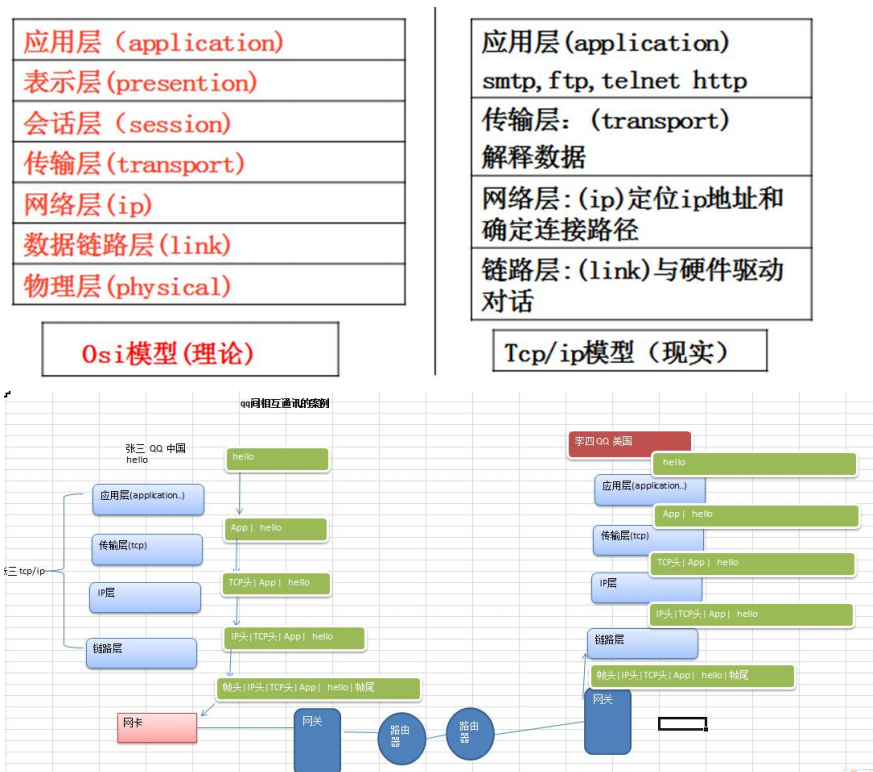 应用层（application)
表示层(presention)
会话层（session)
传输层(transport)
网络层(ip)
数据链路层(link)
物理层(physical)
Osi模型(理论)
应用层(application)
smtp,ftp,telnet http
传输层：(transport)
解释数据
网络层:(ip)定位ip地址和
确定连接路径
链路层:(link)与硬件驱动
对话
Tcp/ip模型（现实）
qq间相互通讯的案例
张三 QQ 中国
hello
hello
应用层(application..)
App | hello
传输层(tcp)
三 tcp/ip
TCP头 | App | hello
IP层
IP头 | TCP头 | App | hello
链路层
帧头 | IP头 | TCP头 | App | hello | 帧尾
网卡
网关
路由
器
路由
器
李四 QQ 美国
hello
应用层(application..)
App | hello
传输层(tcp)
TCP头 | App | hello
IP层
IP头 | TCP头 | App | hello
链路层
帧头 | IP头 | TCP头 | App | hello | 帧尾
网关